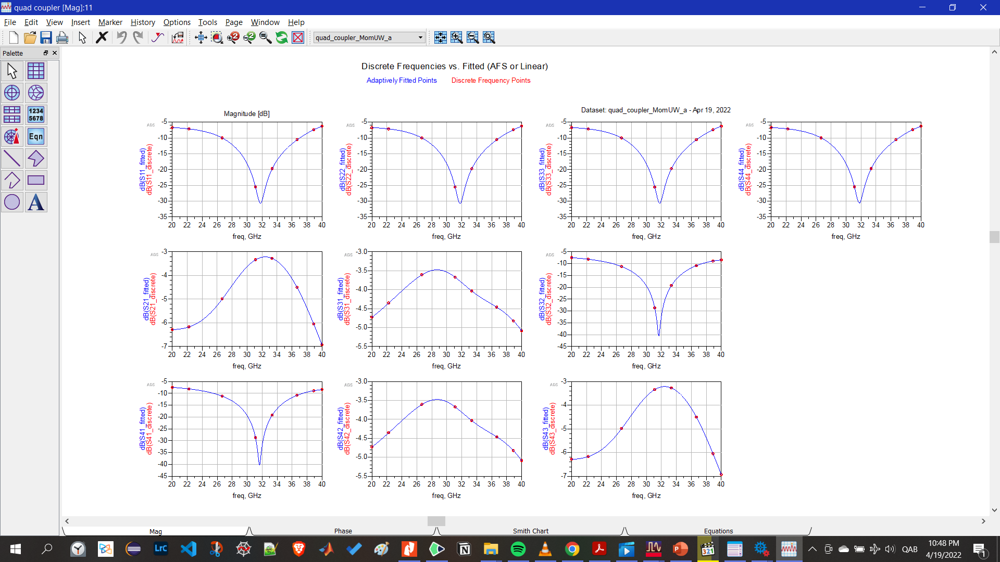 quad coupler [Mag]:11
File Edit View Insert Marker History Options Tools Page Window Help
quad_coupler_MomUW_a
Palette
1234
5678
Eqn
A
Discrete Frequencies vs. Fitted (AFS or Linear)
Adaptively Fitted Points Discrete Frequency Points
Magnitude [dB]
Dataset: quad_coupler_MomUW_a - Apr 19, 2022
ADS
dB(S11_fitted)
dB(S11_discrete)
-5
-10
-15
-20
-25
-30
-35
20 22 24 26 28 30 32 34 36 38 40
freq, GHz
ADS
dB(S22_fitted)
dB(S22_discrete)
-5
-10
-15
-20
-25
-30
-35
20 22 24 26 28 30 32 34 36 38 40
freq, GHz
ADS
dB(S33_fitted)
dB(S33_discrete)
-5
-10
-15
-20
-25
-30
-35
20 22 24 26 28 30 32 34 36 38 40
freq, GHz
ADS
dB(S44_fitted)
dB(S44_discrete)
-5
-10
-15
-20
-25
-30
-35
20 22 24 26 28 30 32 34 36 38 40
freq, GHz
ADS
dB(S21_fitted)
dB(S21_discrete)
-3
-4
-5
-6
-7
20 22 24 26 28 30 32 34 36 38 40
freq, GHz
ADS
dB(S31_fitted)
dB(S31_discrete)
-3.0
-3.5
-4.0
-4.5
-5.0
-5.5
20 22 24 26 28 30 32 34 36 38 40
freq, GHz
ADS
dB(S32_fitted)
dB(S32_discrete)
-5
-10
-15
-20
-25
-30
-35
-40
-45
20 22 24 26 28 30 32 34 36 38 40
freq, GHz
ADS
dB(S41_fitted)
dB(S41_discrete)
-5
-10
-15
-20
-25
-30
-35
-40
-45
20 22 24 26 28 30 32 34 36 38 40
freq, GHz
ADS
dB(S42_fitted)
dB(S42_discrete)
-3.0
-3.5
-4.0
-4.5
-5.0
-5.5
20 22 24 26 28 30 32 34 36 38 40
freq, GHz
ADS
dB(S43_fitted)
dB(S43_discrete)
-3
-4
-5
-6
-7
20 22 24 26 28 30 32 34 36 38 40
freq, GHz
Mag Phase Smith Chart Equations
Lrc
321
QAB
10:48 PM
4/19/2022
1